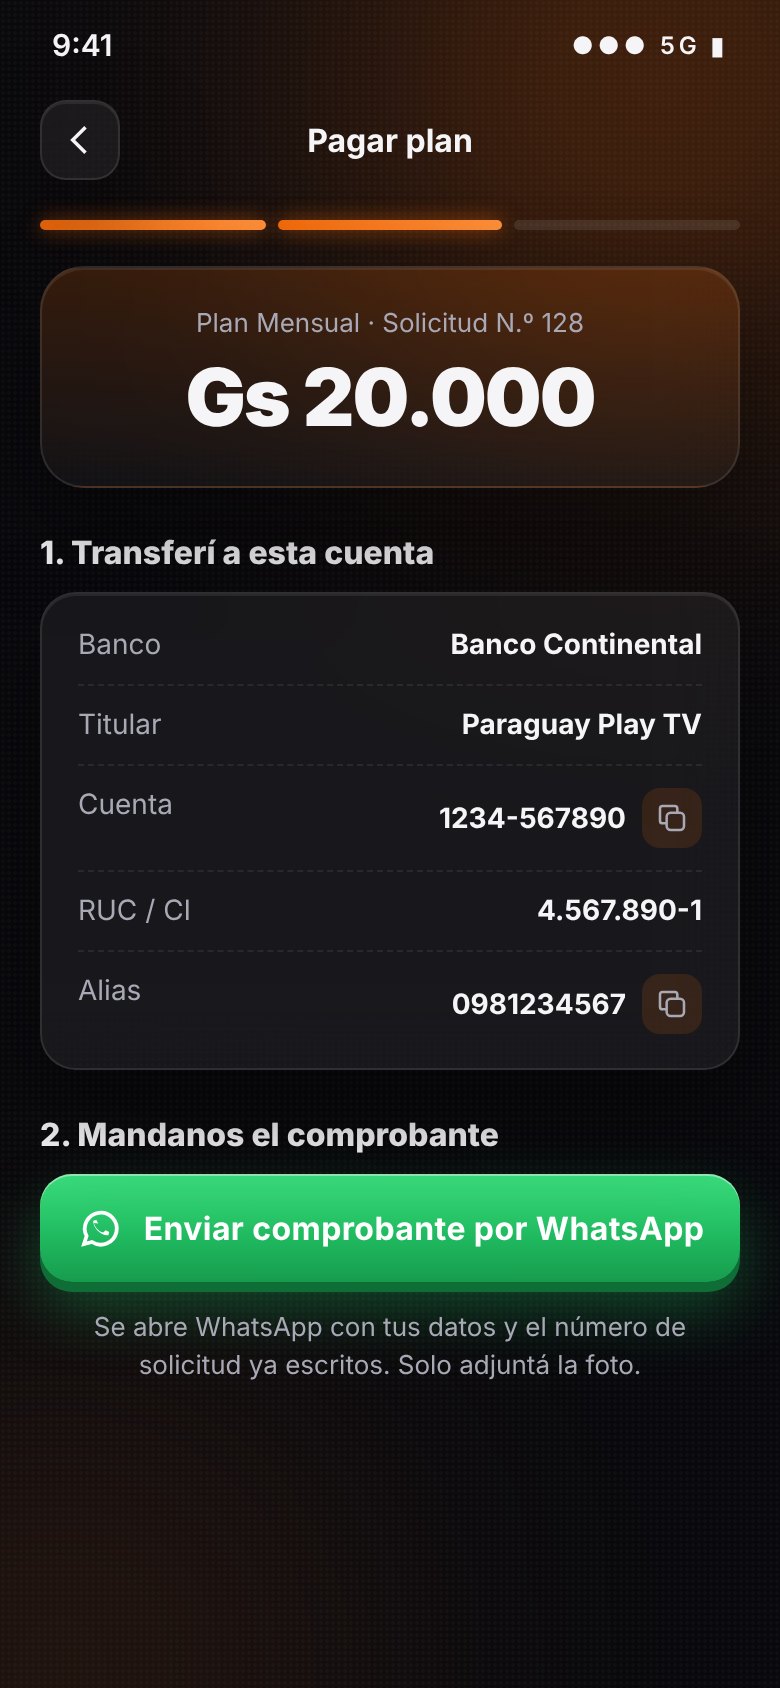 9:41
5G
Pagar plan
Plan Mensual · Solicitud N.º 128
Gs 20.000
1. Transferí a esta cuenta
Banco
Banco Continental
Titular
Paraguay Play TV
Cuenta
1234-567890
RUC / CI
4.567.890-1
Alias
0981234567
2. Mandanos el comprobante
Enviar comprobante por WhatsApp
Se abre WhatsApp con tus datos y el número de
solicitud ya escritos. Solo adjuntá la foto.